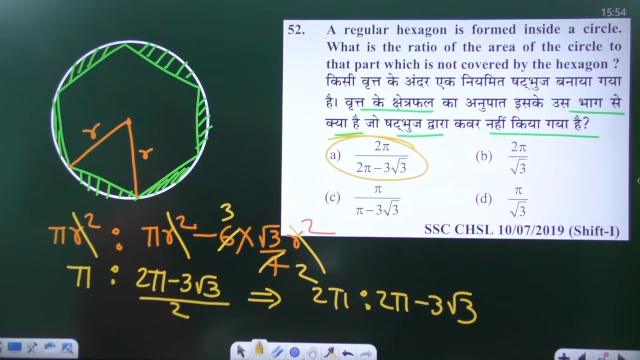 15:54
52. A regular hexagon is formed inside a circle.
What is the ratio of the area of the circle to
that part which is not covered by the hexagon ?
किसी वृत्त के अंदर एक नियमित षट्भुज बनाया गया
है। वृत्त के क्षेत्रफल का अनुपात इसके उस भाग से
क्या है जो षट्भुज द्वारा कवर नहीं किया गया है?
a) 2π/(2π−3√3) (b) 2π/√3
(c) π/(π−3√3) (d) π/√3
SSC CHSL 10/07/2019 (Shift-I)
r r
πr² : πr² − 6 × √3/4 r²
3 2
π : (2π−3√3)/2 ⇒ 2π : 2π−3√3